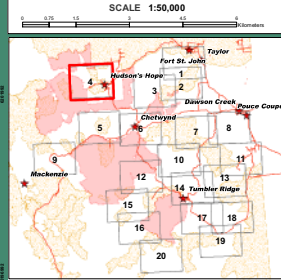 SCALE 1:50,000
0 0.75 1.5 3 4.5 6
Kilometers
Taylor
Fort St. John
1
4
Hudson's Hope
2
3
Dawson Creek
Pouce Coupe
Chetwynd
5
6
7
8
9
10
11
Mackenzie
12
13
14
Tumbler Ridge
15
16
17
18
19
20